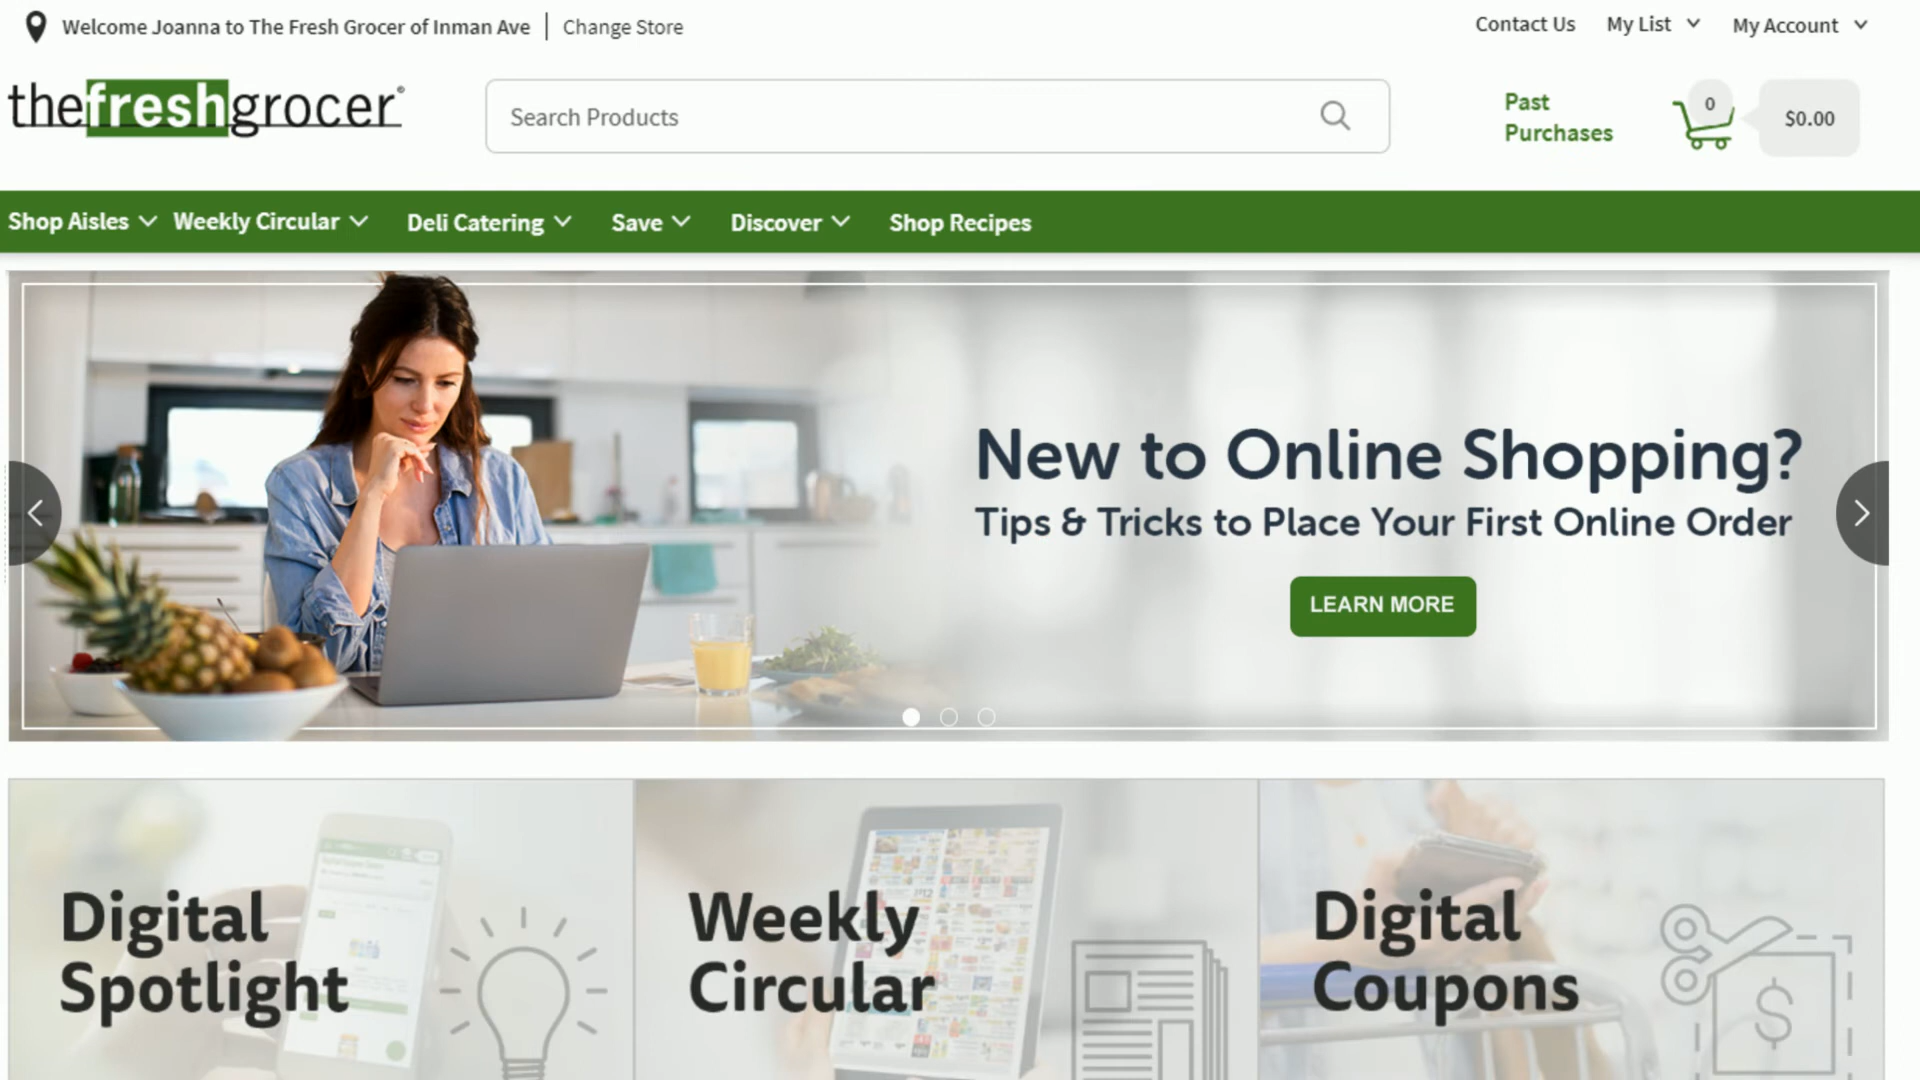 Welcome Joanna to The Fresh Grocer of Inman Ave | Change Store
Contact Us My List My Account
thefreshgrocer®
Search Products
Past
Purchases
0
$0.00
Shop Aisles Weekly Circular Deli Catering Save Discover Shop Recipes
New to Online Shopping?
Tips & Tricks to Place Your First Online Order
LEARN MORE
Digital
Spotlight
Weekly
Circular
Digital
Coupons
$